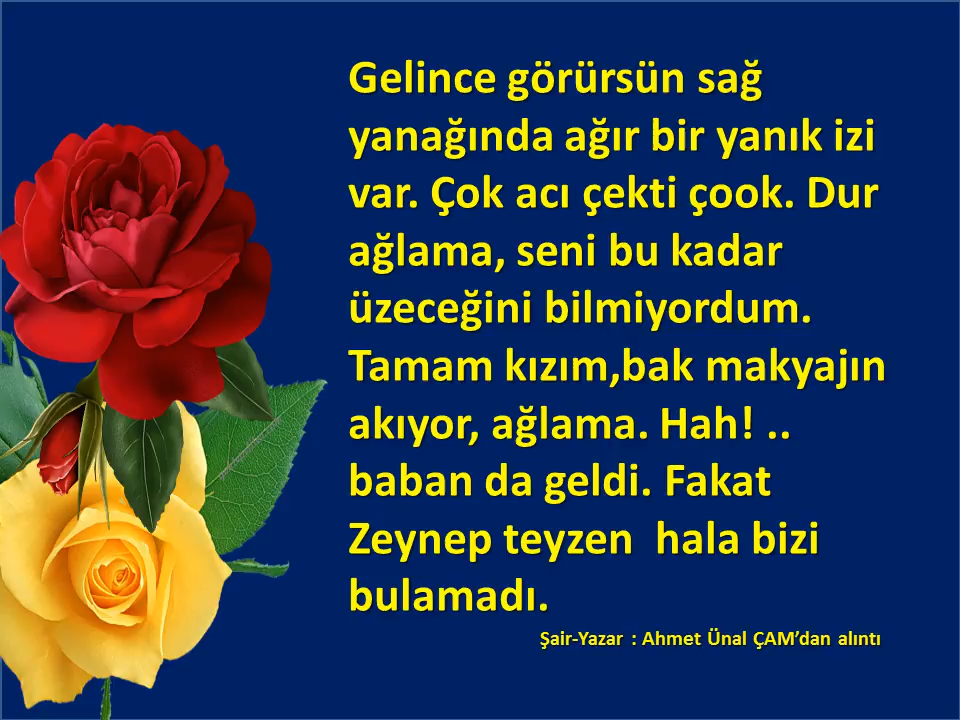 Gelince görürsün sağ
yanağında ağır bir yanık izi
var. Çok acı çekti çook. Dur
ağlama, seni bu kadar
üzeceğini bilmiyordum.
Tamam kızım,bak makyajın
akıyor, ağlama. Hah! ..
baban da geldi. Fakat
Zeynep teyzen  hala bizi
bulamadı.
Şair-Yazar : Ahmet Ünal ÇAM’dan alıntı